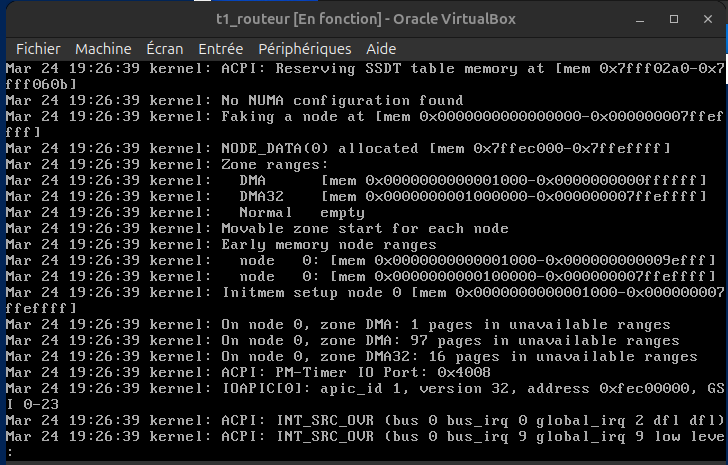 t1_routeur [En fonction] - Oracle VirtualBox
Fichier Machine Écran Entrée Périphériques Aide
Mar 24 19:26:39 kernel: ACPI: Reserving SSDT table memory at [mem 0x7fff02a0-0x7
fff060b]
Mar 24 19:26:39 kernel: No NUMA configuration found
Mar 24 19:26:39 kernel: Faking a node at [mem 0x0000000000000000-0x000000007ffef
fff]
Mar 24 19:26:39 kernel: NODE_DATA(0) allocated [mem 0x7ffec000-0x7ffeffff]
Mar 24 19:26:39 kernel: Zone ranges:
Mar 24 19:26:39 kernel:   DMA      [mem 0x0000000000001000-0x0000000000ffffff]
Mar 24 19:26:39 kernel:   DMA32    [mem 0x0000000001000000-0x000000007ffeffff]
Mar 24 19:26:39 kernel:   Normal   empty
Mar 24 19:26:39 kernel: Movable zone start for each node
Mar 24 19:26:39 kernel: Early memory node ranges
Mar 24 19:26:39 kernel:   node   0: [mem 0x0000000000001000-0x000000000009efff]
Mar 24 19:26:39 kernel:   node   0: [mem 0x0000000000100000-0x000000007ffeffff]
Mar 24 19:26:39 kernel: Initmem setup node 0 [mem 0x0000000000001000-0x000000007
ffeffff]
Mar 24 19:26:39 kernel: On node 0, zone DMA: 1 pages in unavailable ranges
Mar 24 19:26:39 kernel: On node 0, zone DMA: 97 pages in unavailable ranges
Mar 24 19:26:39 kernel: On node 0, zone DMA32: 16 pages in unavailable ranges
Mar 24 19:26:39 kernel: ACPI: PM-Timer IO Port: 0x4008
Mar 24 19:26:39 kernel: IOAPIC[0]: apic_id 1, version 32, address 0xfec00000, GS
I 0-23
Mar 24 19:26:39 kernel: ACPI: INT_SRC_OVR (bus 0 bus_irq 0 global_irq 2 dfl dfl)
Mar 24 19:26:39 kernel: ACPI: INT_SRC_OVR (bus 0 bus_irq 9 global_irq 9 low leve
: